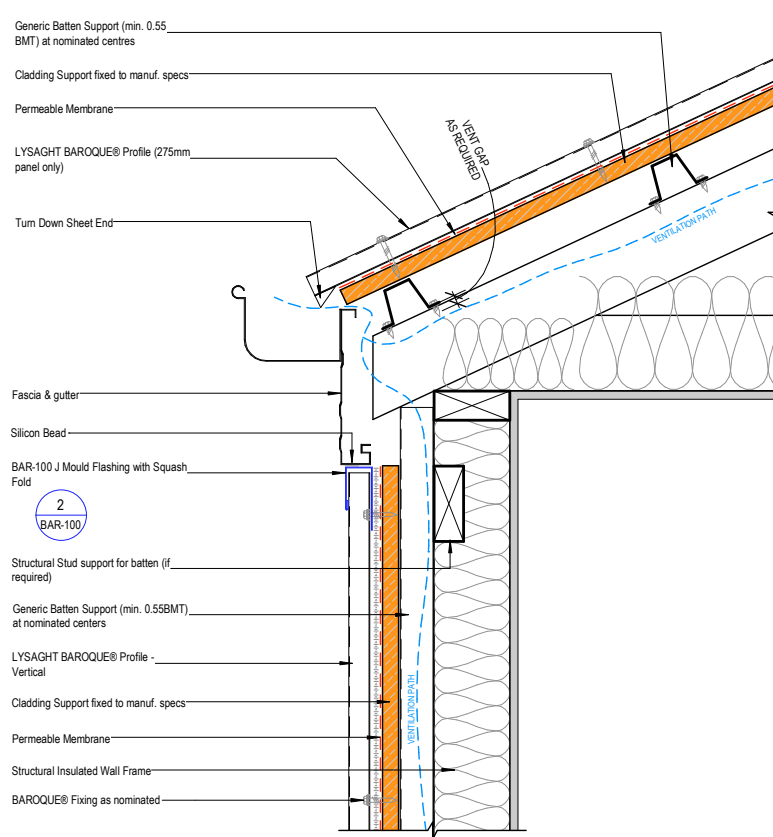 Generic Batten Support (min. 0.55
BMT) at nominated centres
Cladding Support fixed to manuf. specs
Permeable Membrane
LYSAGHT BAROQUE® Profile (275mm
panel only)
Turn Down Sheet End
VENT GAP
AS REQUIRED
VENTILATION PATH
Fascia & gutter
Silicon Bead
BAR-100 J Mould Flashing with Squash
Fold
2
BAR-100
Structural Stud support for batten (if
required)
Generic Batten Support (min. 0.55BMT)
at nominated centers
LYSAGHT BAROQUE® Profile -
Vertical
Cladding Support fixed to manuf. specs
Permeable Membrane
Structural Insulated Wall Frame
BAROQUE® Fixing as nominated
VENTILATION PATH